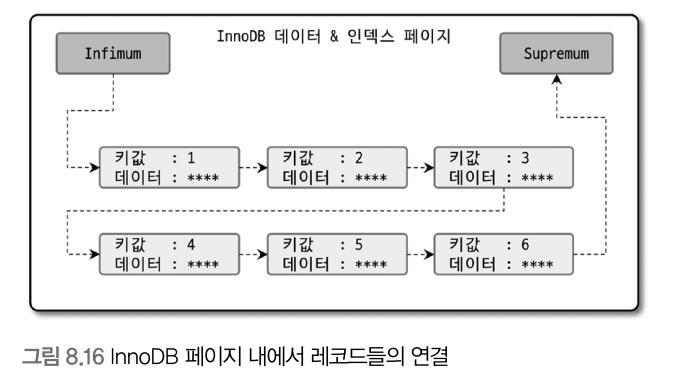 InnoDB 데이터 & 인덱스 페이지
Infimum
Supremum
키값 : 1
데이터 : ****
키값 : 2
데이터 : ****
키값 : 3
데이터 : ****
키값 : 4
데이터 : ****
키값 : 5
데이터 : ****
키값 : 6
데이터 : ****
그림 8.16 InnoDB 페이지 내에서 레코드들의 연결